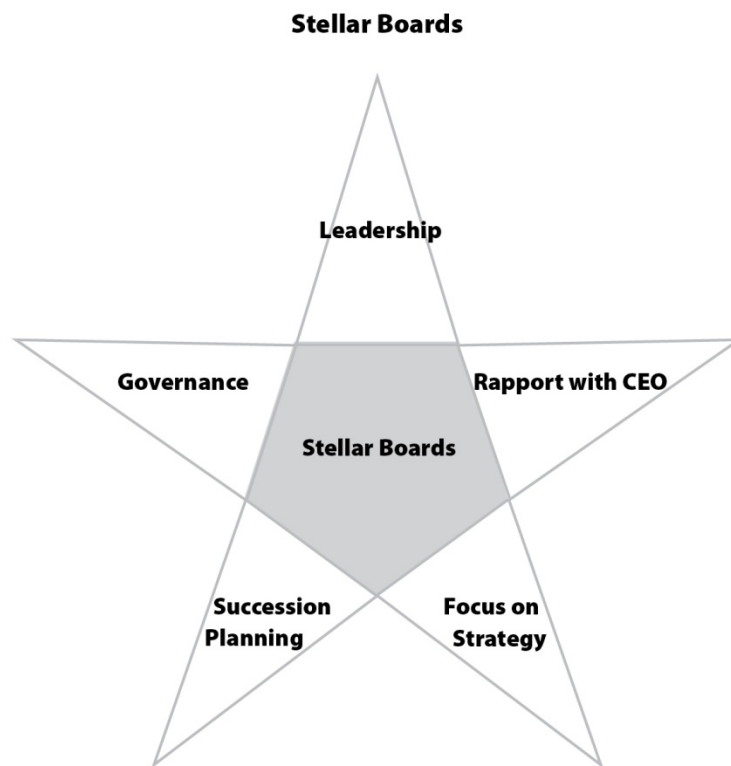 Stellar Boards
Leadership
Governance
Rapport with CEO
Stellar Boards
Succession
Planning
Focus on
Strategy